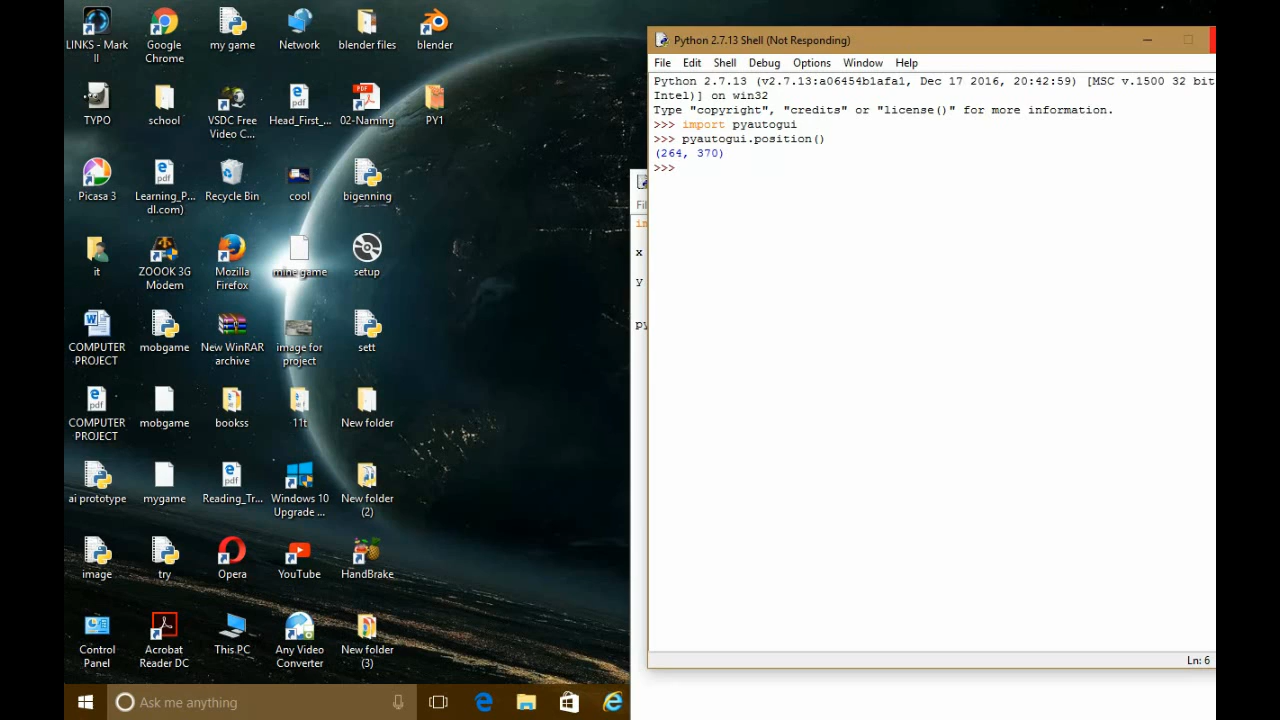 LINKS - Mark
II
Google
Chrome
my game
Network
blender files
blender
TYPO
school
VSDC Free
Video C...
Head_First_...
02-Naming
PY1
Picasa 3
Learning_P...
dl.com)
Recycle Bin
cool
bigenning
it
ZOOOK 3G
Modem
Mozilla
Firefox
mine game
setup
COMPUTER
PROJECT
mobgame
New WinRAR
archive
image for
project
sett
COMPUTER
PROJECT
mobgame
bookss
11t
New folder
ai prototype
mygame
Reading_Tr...
Windows 10
Upgrade ...
New folder
(2)
image
try
Opera
YouTube
HandBrake
Control
Panel
Acrobat
Reader DC
This PC
Any Video
Converter
New folder
(3)
Ask me anything
Python 2.7.13 Shell (Not Responding)
File Edit Shell Debug Options Window Help
Python 2.7.13 (v2.7.13:a06454b1afa1, Dec 17 2016, 20:42:59) [MSC v.1500 32 bit
Intel)] on win32
Type "copyright", "credits" or "license()" for more information.
>>> import pyautogui
>>> pyautogui.position()
(264, 370)
>>>
Ln: 6
x
y
py